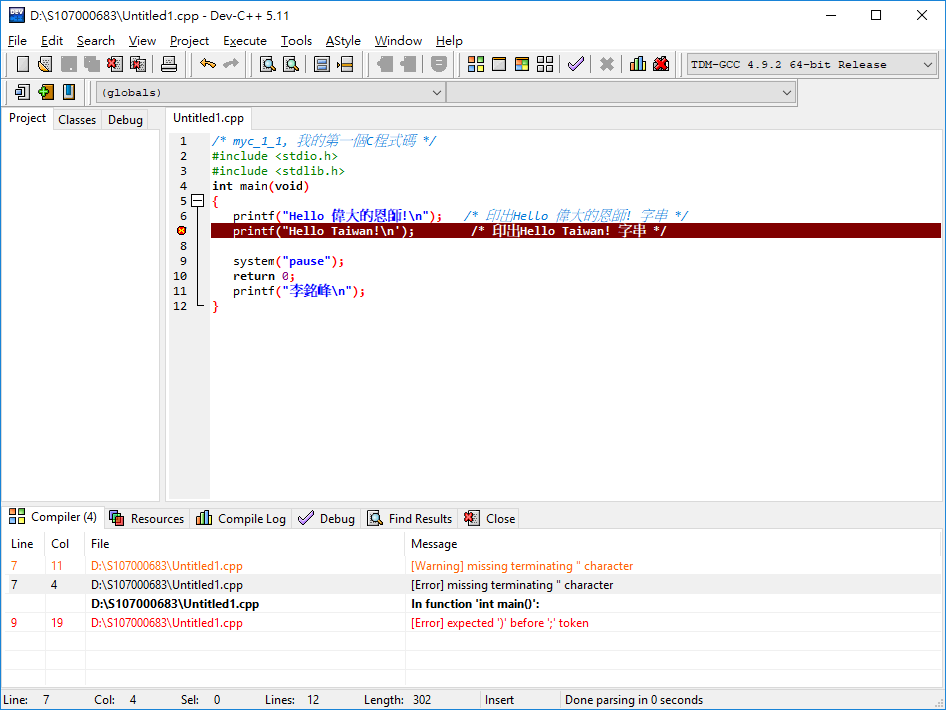 D:\S107000683\Untitled1.cpp - Dev-C++ 5.11
File Edit Search View Project Execute Tools AStyle Window Help
TDM-GCC 4.9.2 64-bit Release
(globals)
Project Classes Debug Untitled1.cpp
1 /* myc_1_1, 我的第一個C程式碼 */
2 #include <stdio.h>
3 #include <stdlib.h>
4 int main(void)
5 {
6 printf("Hello 偉大的恩師!\n"); /* 印出Hello 偉大的恩師! 字串 */
printf("Hello Taiwan!\n'); /* 印出Hello Taiwan! 字串 */
8
9 system("pause");
10 return 0;
11 printf("李銘峰\n");
12 }
Compiler (4) Resources Compile Log Debug Find Results Close
Line Col File Message
7 11 D:\S107000683\Untitled1.cpp [Warning] missing terminating " character
7 4 D:\S107000683\Untitled1.cpp [Error] missing terminating " character
D:\S107000683\Untitled1.cpp In function 'int main()':
9 19 D:\S107000683\Untitled1.cpp [Error] expected ')' before ';' token
Line: 7 Col: 4 Sel: 0 Lines: 12 Length: 302 Insert Done parsing in 0 seconds